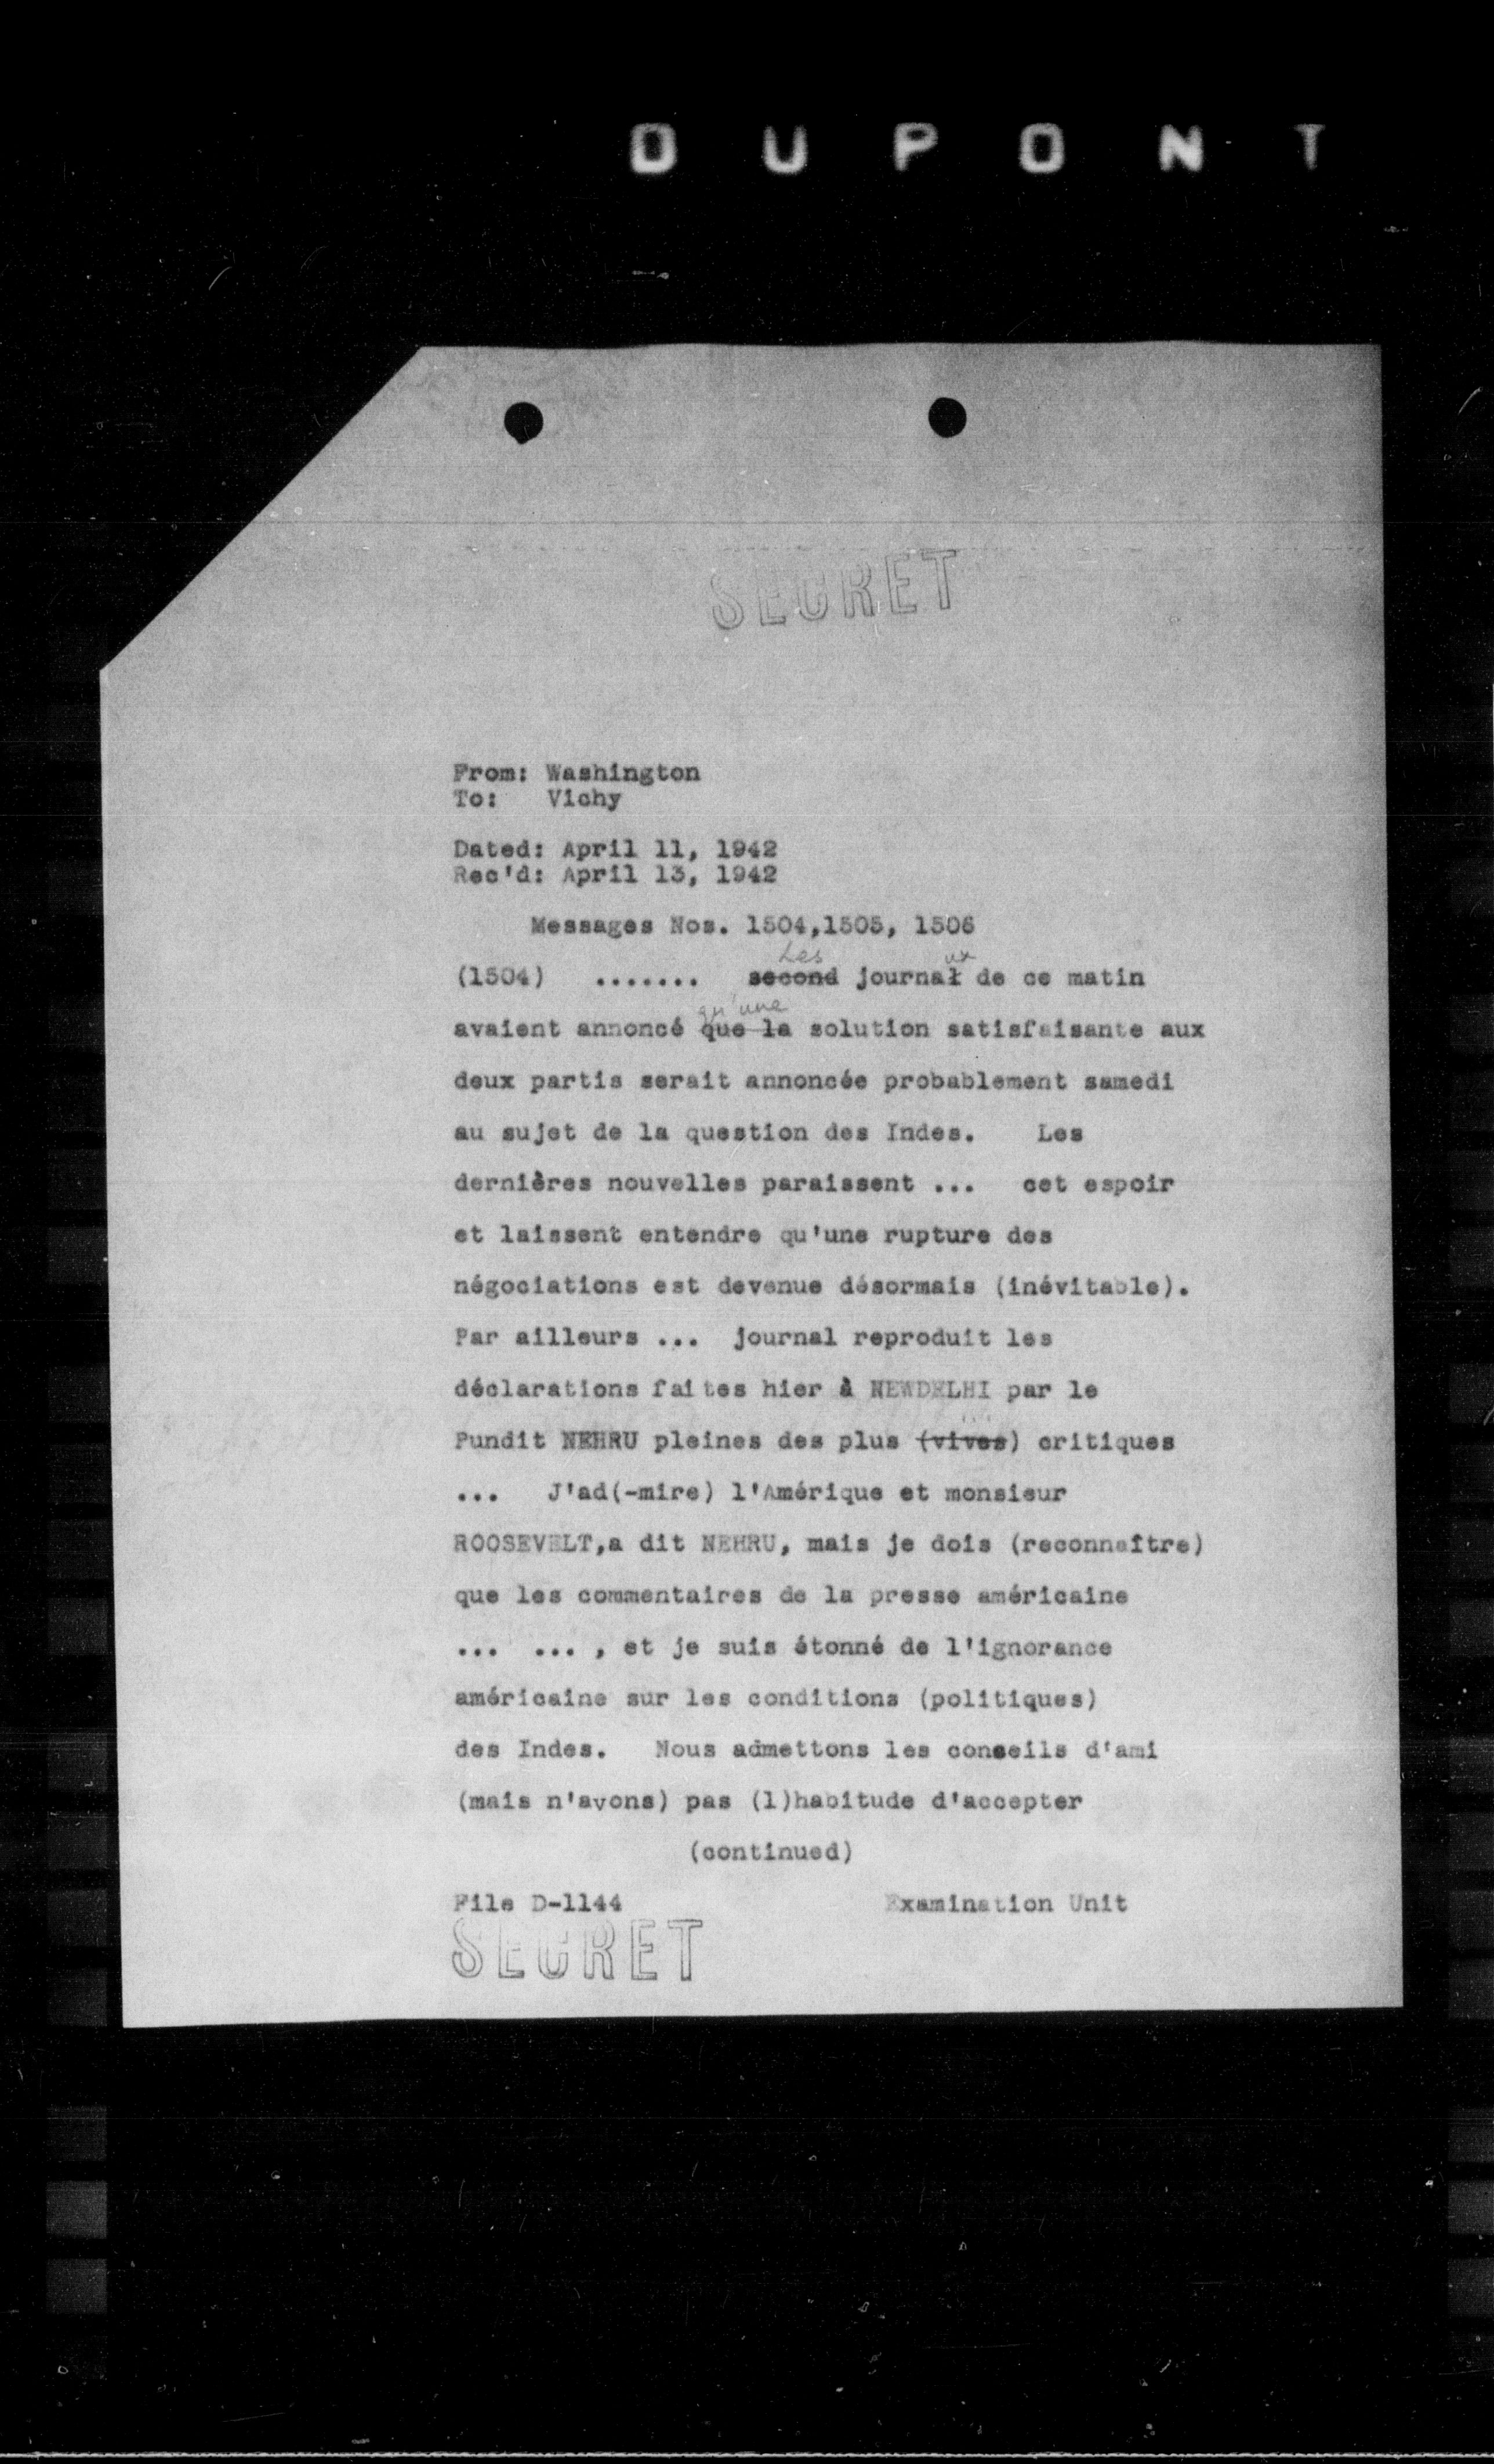 DUPONT
SECRET
From: Washington
To: Vichy
Dated: April 11, 1942
Rec'd: April 13, 1942
Messages Nos. 1504,1505, 1506
Les ux
(1504) ....... second journal de ce matin
qu'une
avaient annoncé que la solution satisfaisante aux
deux partis serait annoncée probablement samedi
au sujet de la question des Indes. Les
dernières nouvelles paraissent ... cet espoir
et laissent entendre qu'une rupture des
négociations est devenue désormais (inévitable).
Par ailleurs ... journal reproduit les
déclarations faites hier à NEWDELHI par le
Pundit NEHRU pleines des plus (vives) critiques
... J'ad(-mire) l'Amérique et monsieur
ROOSEVELT,a dit NEHRU, mais je dois (reconnaître)
que les commentaires de la presse américaine
... ... , et je suis étonné de l'ignorance
américaine sur les conditions (politiques)
des Indes. Nous admettons les conseils d'ami
(mais n'avons) pas (l)habitude d'accepter
(continued)
File D-1144 Examination Unit
SECRET